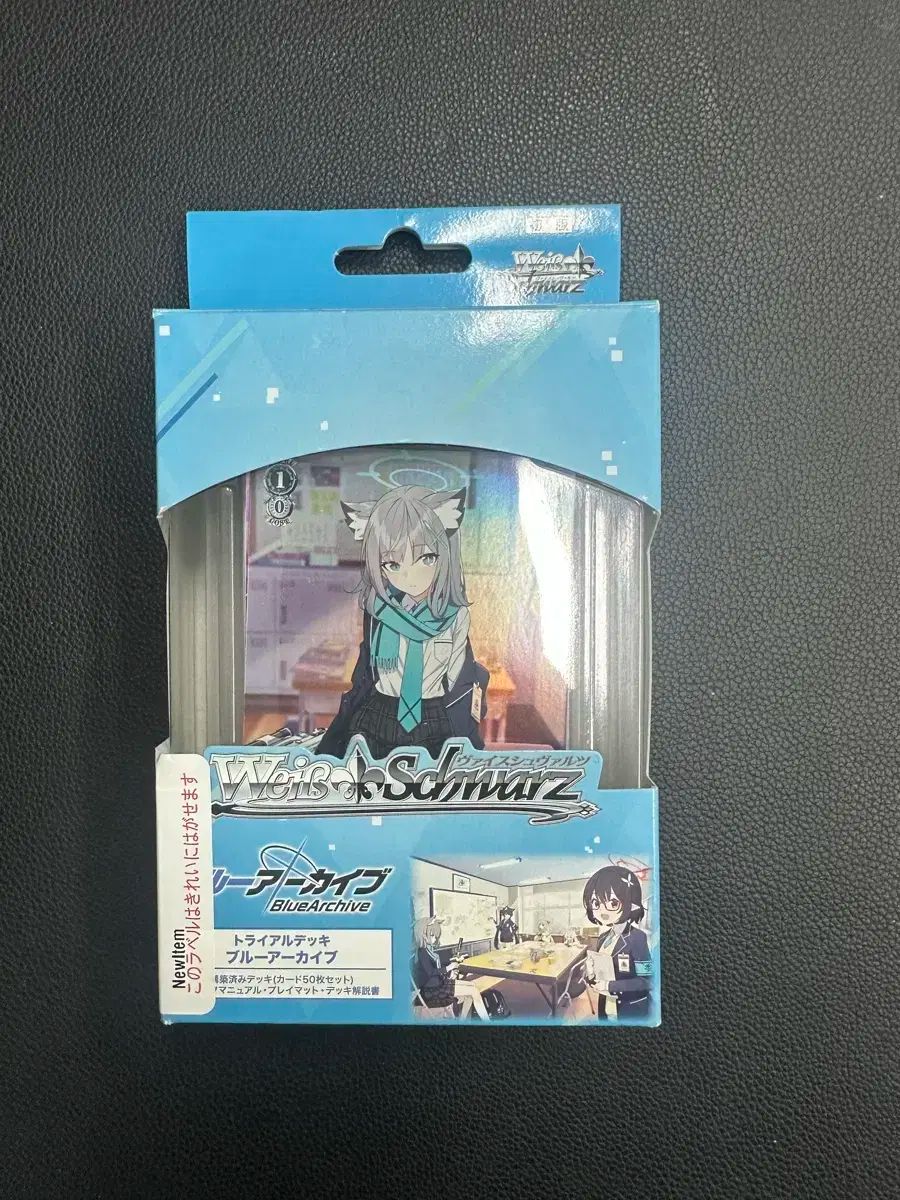 初版
Weiß Schwarz
1
0
ヴァイスシュヴァルツ
Weiß Schwarz
ルーアーカイブ
BlueArchive
トライアルデッキ
ブルーアーカイブ
構築済みデッキ(カード50枚セット)
マニュアル・プレイマット・デッキ解説書
NewItem
このラベルはきれいにはがせます